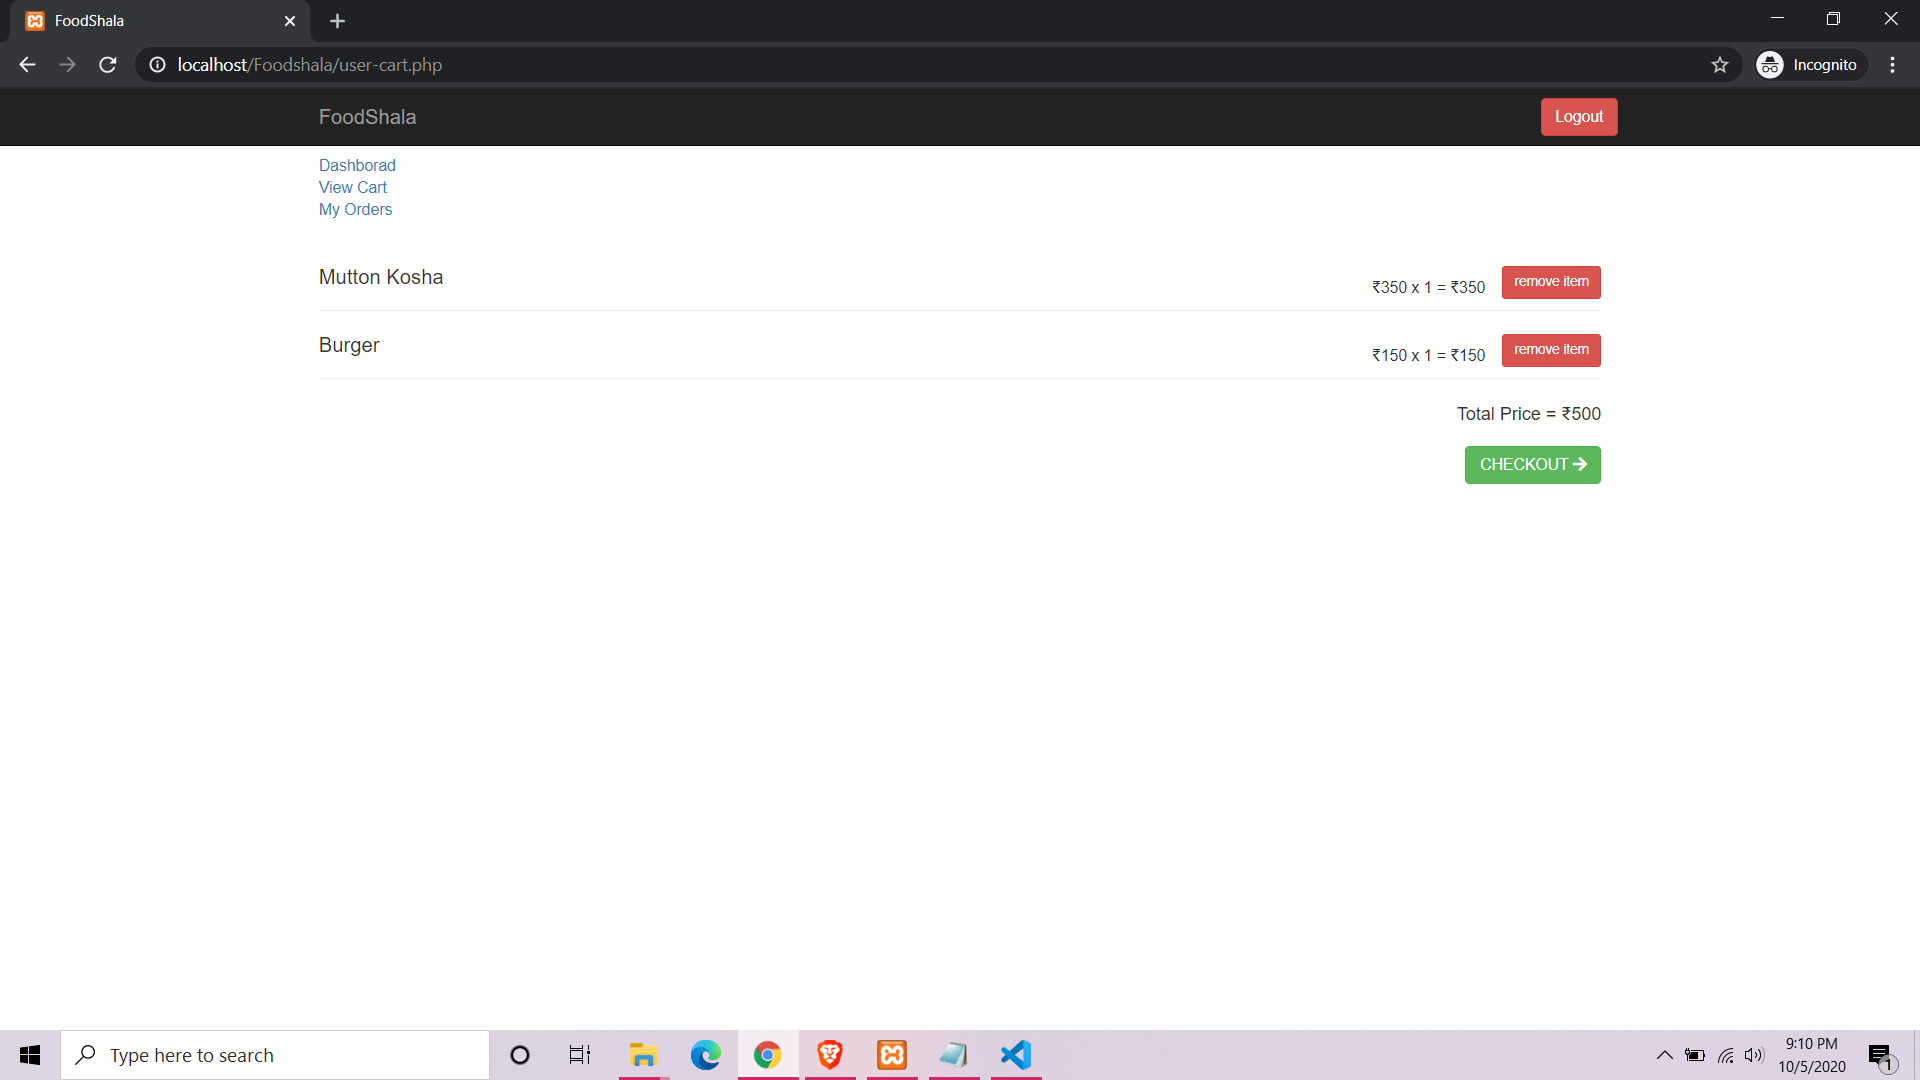 FoodShala
localhost/Foodshala/user-cart.php
Incognito
FoodShala
Logout
Dashborad
View Cart
My Orders
Mutton Kosha
₹350 x 1 = ₹350
remove item
Burger
₹150 x 1 = ₹150
remove item
Total Price = ₹500
CHECKOUT
Type here to search
9:10 PM
10/5/2020
1